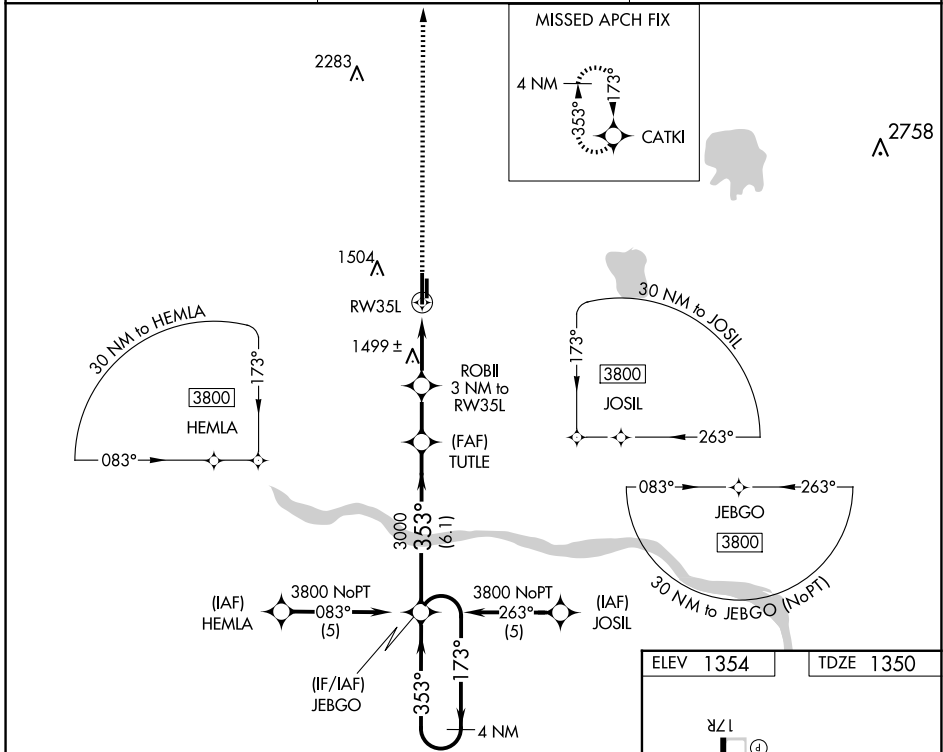 MISSED APCH FIX
4 NM
353°
173°
CATKI
2283
2758
1504
RW35L
1499 ±
ROBII
3 NM to
RW35L
(FAF)
TUTLE
30 NM to HEMLA
173°
3800
HEMLA
083°
30 NM to JOSIL
173°
3800
JOSIL
263°
083°
263°
JEBGO
3800
30 NM to JEBGO (NoPT)
3000
353°
(6.1)
(IAF)
HEMLA
3800 NoPT
083°
(5)
3800 NoPT
263°
(5)
(IAF)
JOSIL
(IF/IAF)
JEBGO
353°
173°
4 NM
ELEV 1354
TDZE 1350
17R
P